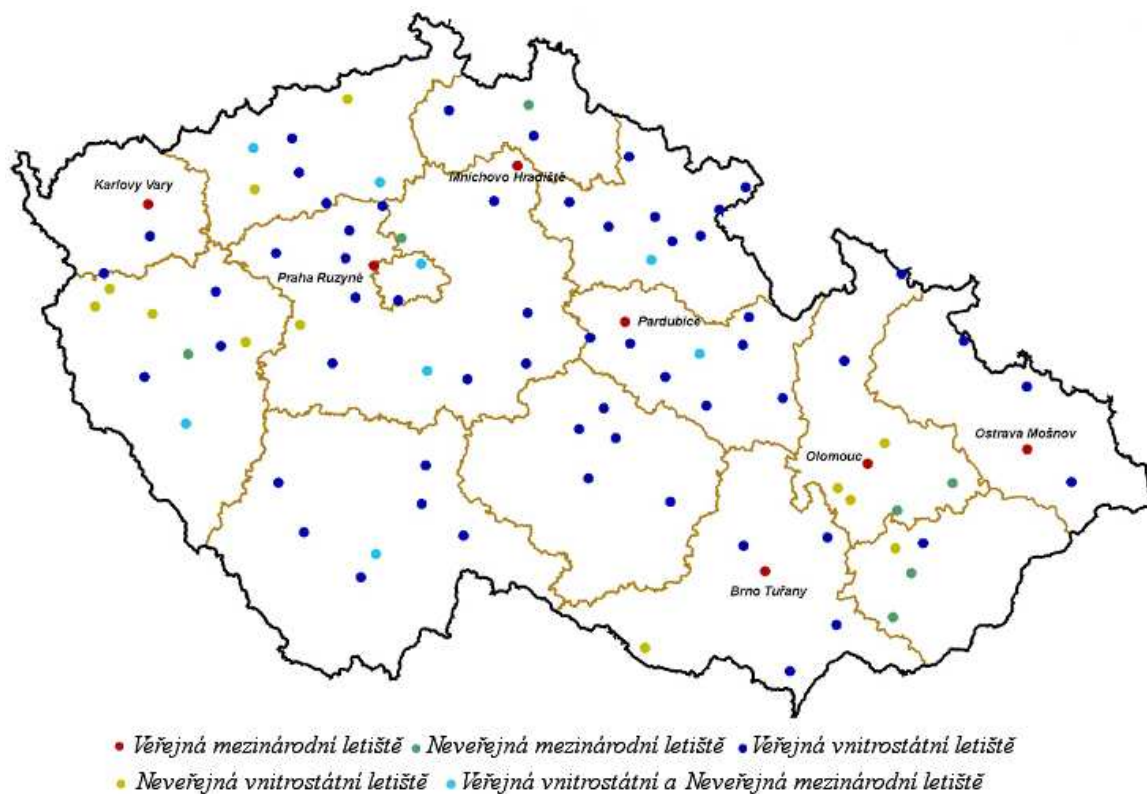 Karlovy Vary
Mnichovo Hradiště
Praha Ruzyně
Pardubice
Ostrava Mošnov
Olomouc
Brno Tuřany
Veřejná mezinárodní letiště Neveřejná mezinárodní letiště Veřejná vnitrostátní letiště
Neveřejná vnitrostátní letiště Veřejná vnitrostátní a Neveřejná mezinárodní letiště